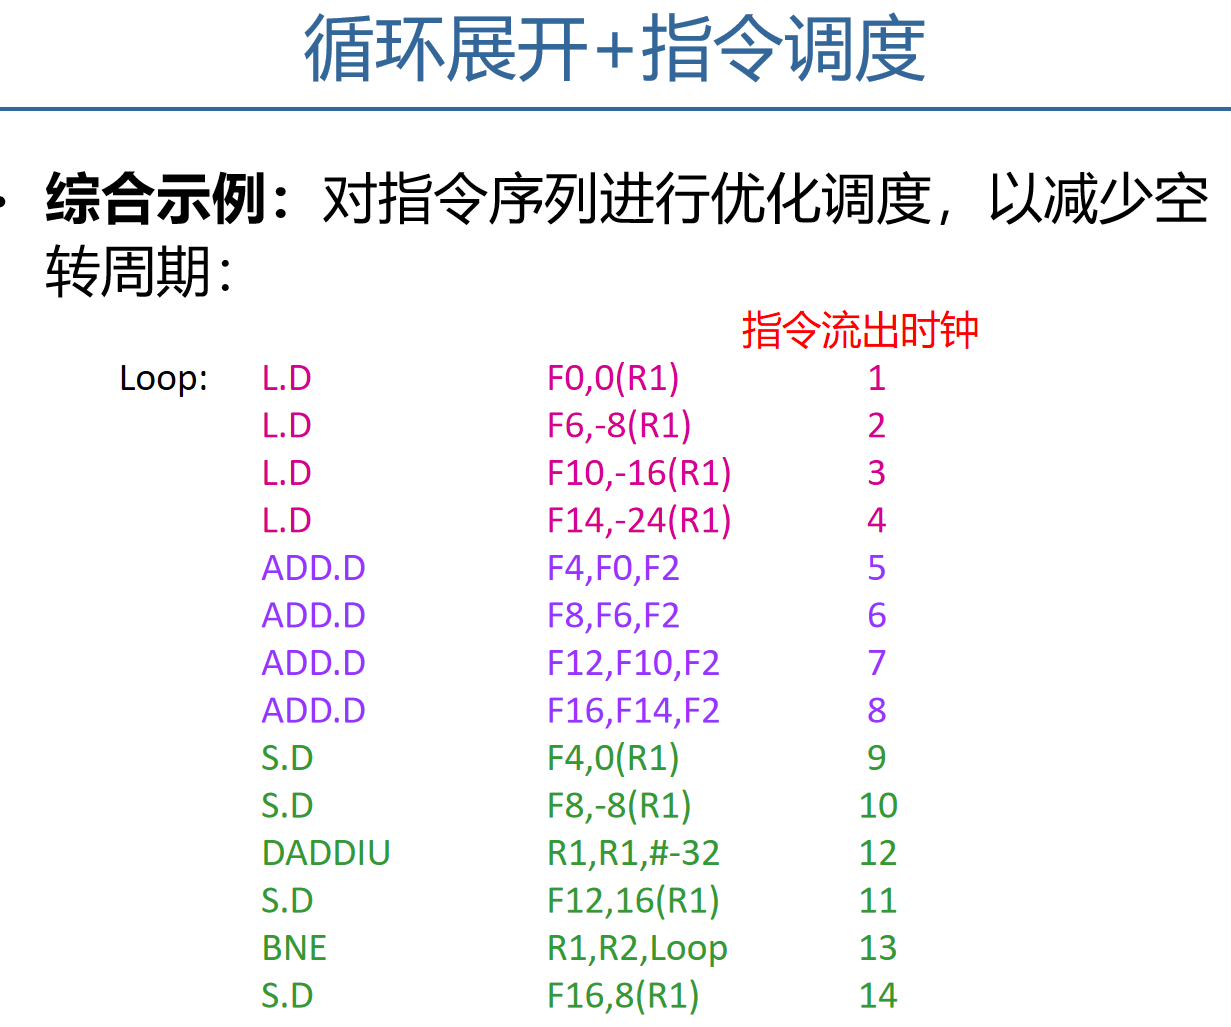 循环展开+指令调度
• 综合示例：对指令序列进行优化调度，以减少空
转周期：
指令流出时钟
Loop: L.D F0,0(R1) 1
L.D F6,-8(R1) 2
L.D F10,-16(R1) 3
L.D F14,-24(R1) 4
ADD.D F4,F0,F2 5
ADD.D F8,F6,F2 6
ADD.D F12,F10,F2 7
ADD.D F16,F14,F2 8
S.D F4,0(R1) 9
S.D F8,-8(R1) 10
DADDIU R1,R1,#-32 12
S.D F12,16(R1) 11
BNE R1,R2,Loop 13
S.D F16,8(R1) 14